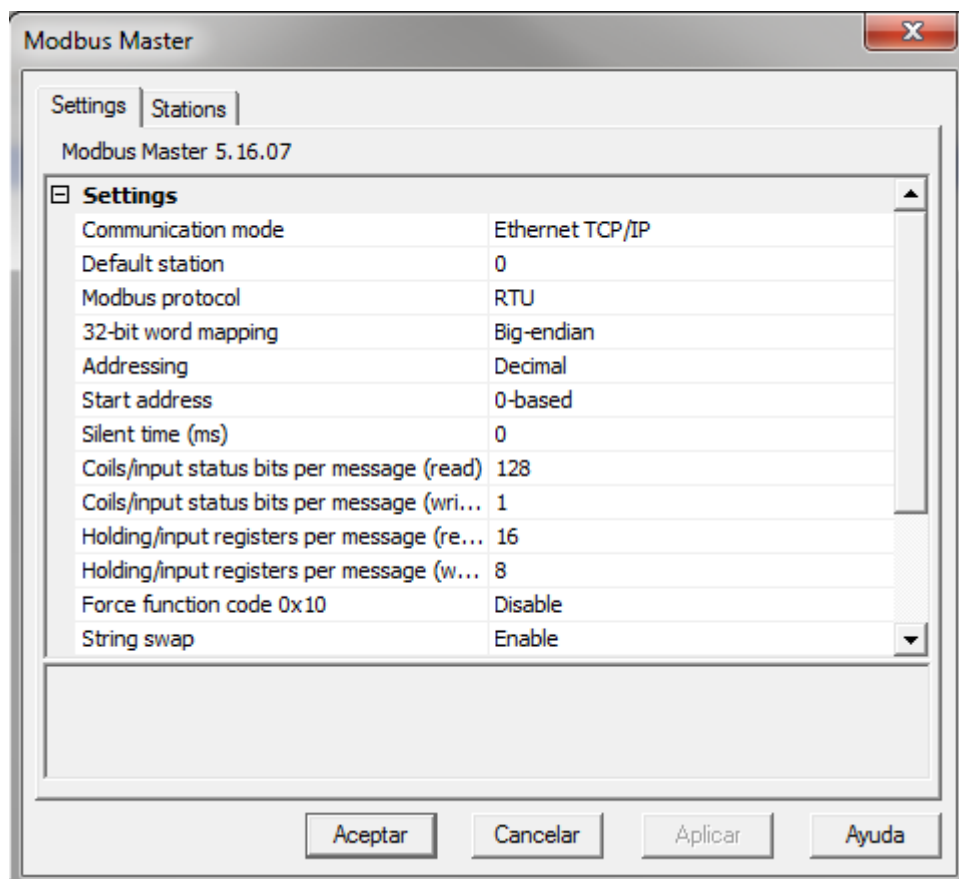 Modbus Master
Settings Stations
Modbus Master 5.16.07
Settings
Communication mode Ethernet TCP/IP
Default station 0
Modbus protocol RTU
32-bit word mapping Big-endian
Addressing Decimal
Start address 0-based
Silent time (ms) 0
Coils/input status bits per message (read) 128
Coils/input status bits per message (wri... 1
Holding/input registers per message (re... 16
Holding/input registers per message (w... 8
Force function code 0x10 Disable
String swap Enable
Aceptar Cancelar Aplicar Ayuda